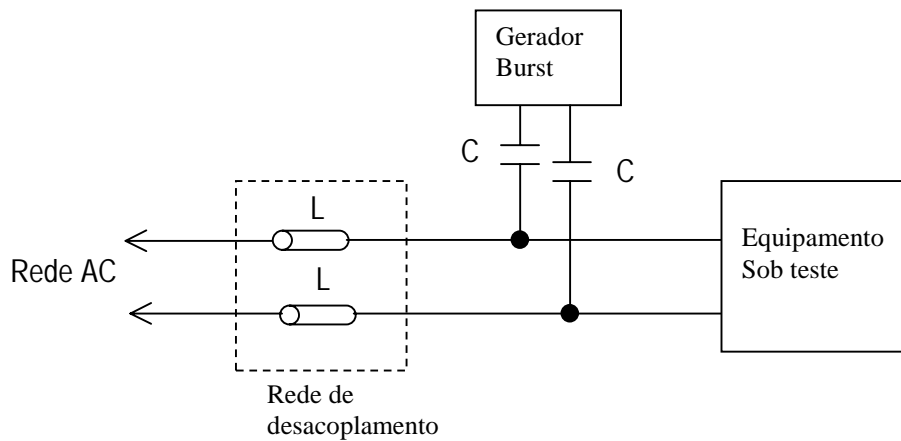 Gerador
Burst
C
C
L
Rede AC
L
Equipamento
Sob teste
Rede de
desacoplamento